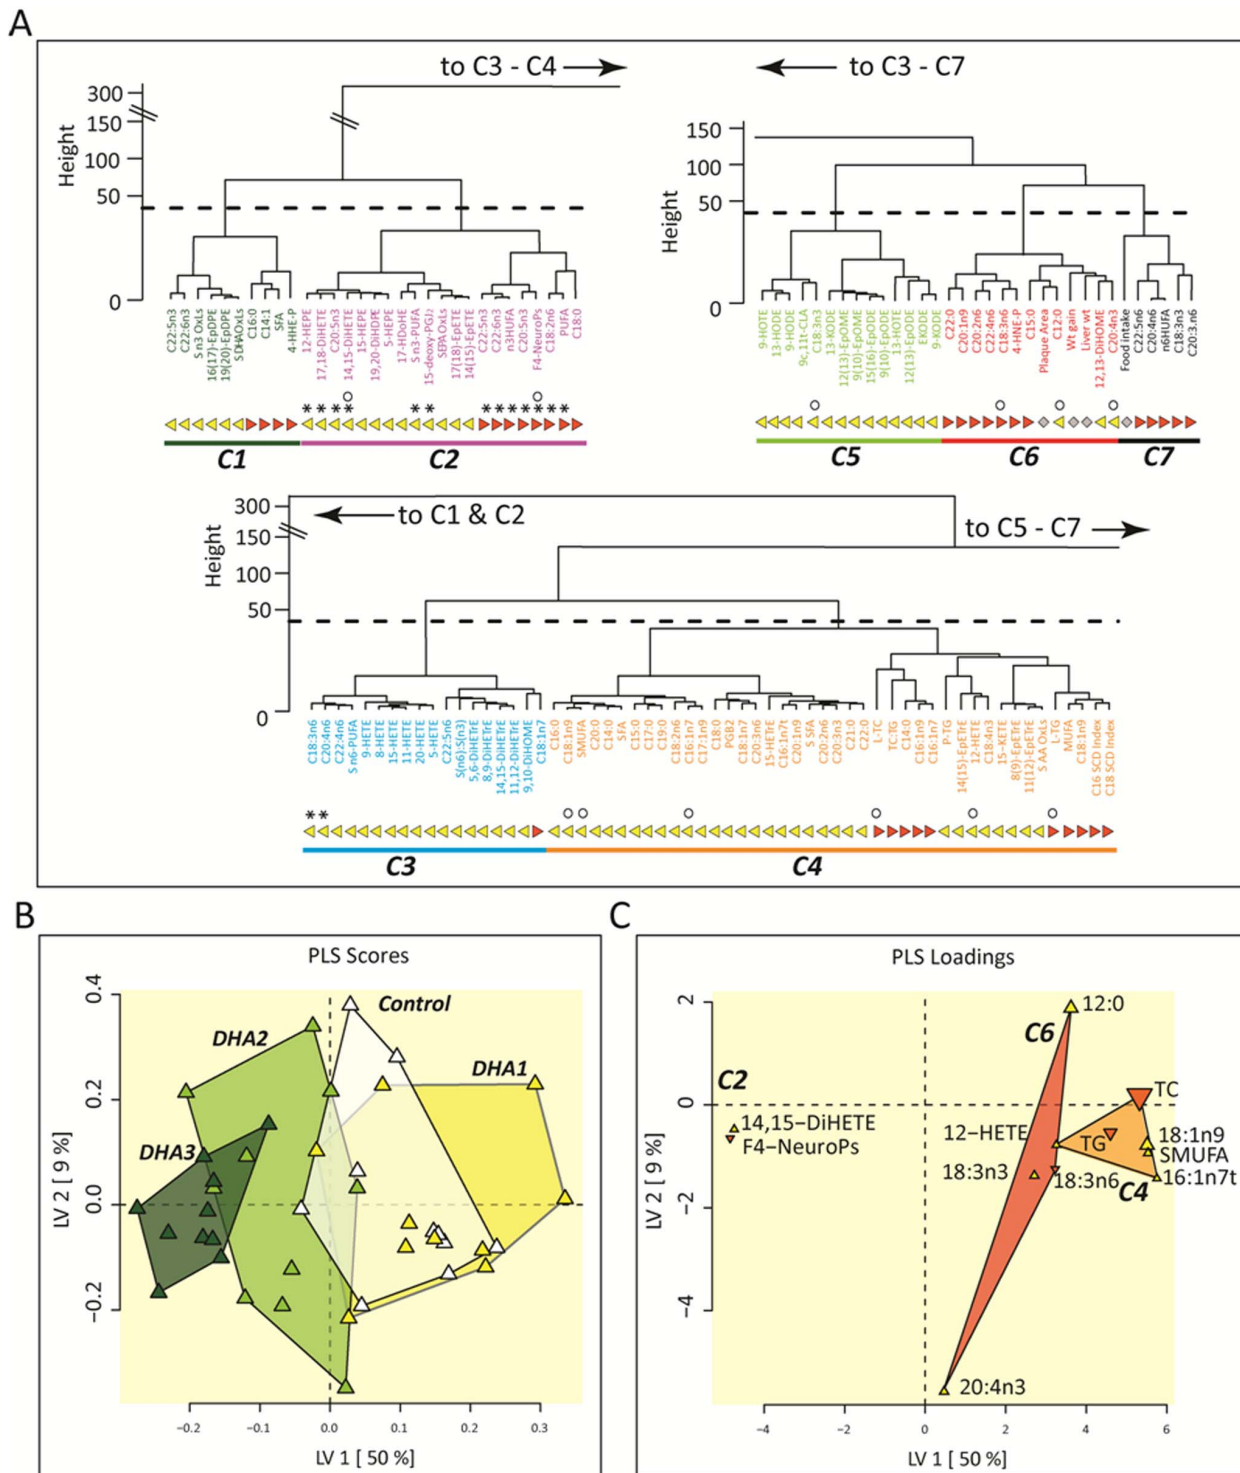 A
to C3 - C4
to C3 - C7
Height
300
150
100
50
0
C22:5n3
C22:6n3
S n3 OxLs
16(17)-EpDPE
19(20)-EpDPE
S DHAOxLS
C16:0
C14:1
SFA
4-HHE-P
12-HEPE
17,18-DiHETE
C20:5n3
14,15-DiHETE
15-HEPE
19,20-DiHDPE
5-HEPE
17-HDoHE
S n3-PUFA
15-deoxy-PGJ2
SEPAOxLs
17(18)-EpETE
14(15)-EpETE
C22:5n3
C22:6n3
n3HUFA
C20:5n3
F4-NeuroPs
C18:2n6
PUFA
C18:0
C1
C2
Height
150
100
50
0
9-HOTE
13-HODE
9-HODE
9c,11t-CLA
C18:3n3
13-KODE
12(13)-EpOME
9(10)-EpOME
15(16)-EpODE
9(10)-EpODE
13-HOTE
12(13)-EpODE
EKODE
9-KODE
C22:0
C20:1n9
C20:2n6
C22:4n6
C18:3n6
4-HNE-P
C15:0
Plaque Area
C12:0
Wt gain
Liver wt
12,13-DiHOME
C20:4n3
Food intake
C22:5n6
C20:4n6
n6HUFA
C18:3n3
C20:3.n6
C5
C6
C7
to C1 & C2
to C5 - C7
Height
300
150
100
50
0
C18:3n6
C20:4n6
C22:4n6
S n6-PUFA
9-HETE
8-HETE
15-HETE
11-HETE
20-HETE
5-HETE
C22:5n6
S(n6):S(n3)
5,6-DiHETrE
8,9-DiHETrE
14,15-DiHETrE
11,12-DiHETrE
9,10-DiHOME
C18:1n7
C16:0
C18:1n9
SMUFA
C20:0
C14:0
SFA
C15:0
C17:0
C19:0
C18:2n6
C16:1n7
C17:1n9
C18:0
PGB2
C18:1n7
C20:3n6
15-HETrE
C16:1n7t
C20:1n9
S SFA
C20:2n6
C20:3n3
C21:0
C22:0
L-TC
TC:TG
C14:0
C16:1n9
C16:1n7
P-TG
14(15)-EpETrE
12-HETE
C18:4n3
15-KETE
8(9)-EpETrE
11(12)-EpETrE
S AA OxLs
L-TG
MUFA
C18:1n9
C16 SCD Index
C18 SCD Index
C3
C4
B
PLS Scores
Control
DHA2
DHA1
DHA3
LV 2 [ 9 %]
0.4
0.2
0.0
−0.2
−0.2
−0.1
0.0
0.1
0.2
0.3
LV 1 [ 50 %]
C
PLS Loadings
12:0
C6
C2
TC
14,15−DiHETE
F4−NeuroPs
12−HETE
TG
18:1n9
SMUFA
18:3n3
18:3n6
C4
16:1n7t
20:4n3
LV 2 [ 9 %]
2
0
−2
−4
−4
−2
0
2
4
6
LV 1 [ 50 %]